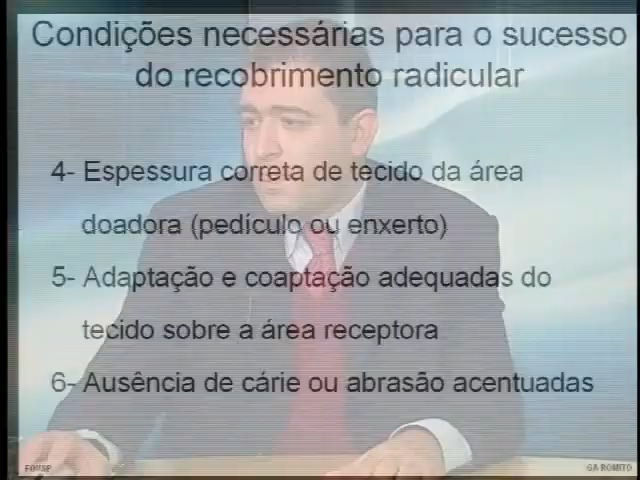 Condições necessárias para o sucesso
do recobrimento radicular
4- Espessura correta de tecido da área
doadora (pedículo ou enxerto)
5- Adaptação e coaptação adequadas do
tecido sobre a área receptora
6- Ausência de cárie ou abrasão acentuadas
FOUSP
GA ROMITO